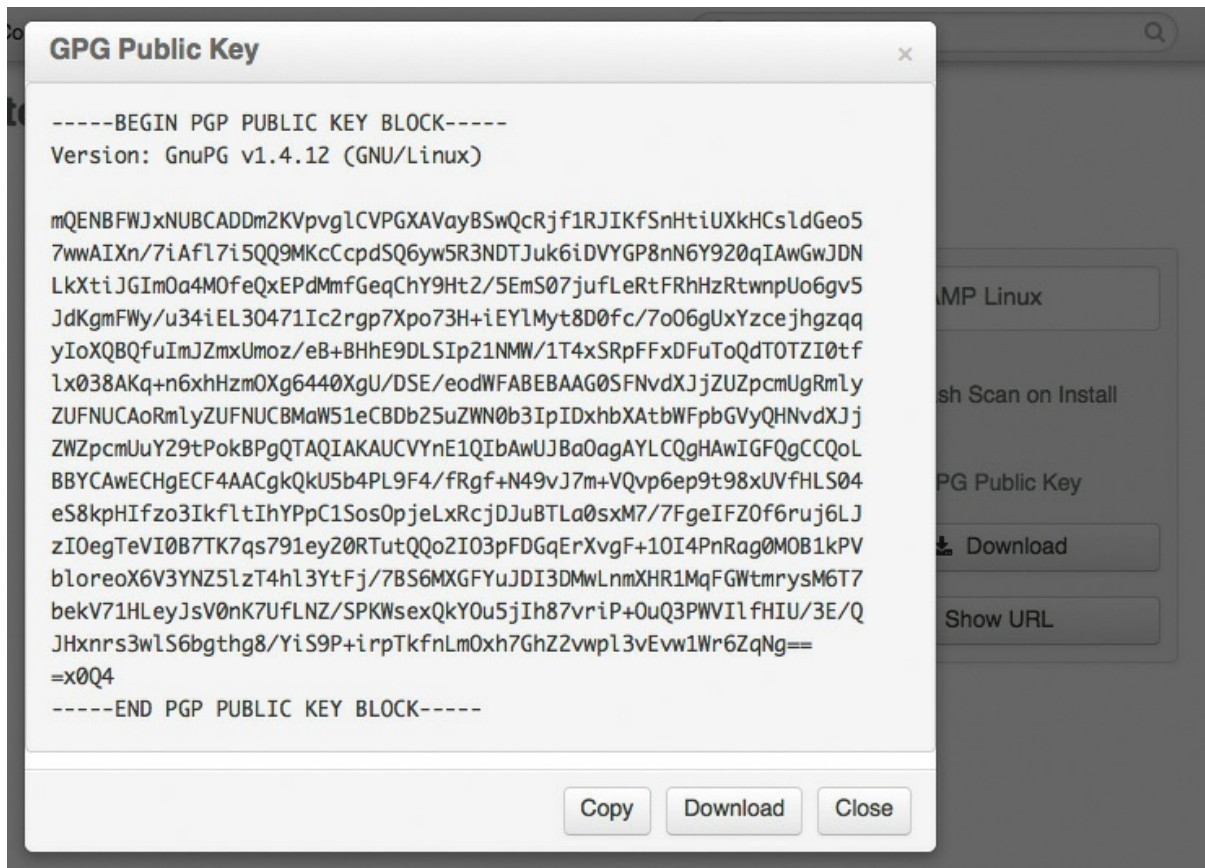 GPG Public Key
×
-----BEGIN PGP PUBLIC KEY BLOCK-----
Version: GnuPG v1.4.12 (GNU/Linux)
mQENBFWJxNUBCADDm2KVpvglCVPGXAVayBSwQcRjf1RJIKfSnHtiUXkHCsldGeo5
7wwAIXn/7iAfl7i5QQ9MKcCcpdSQ6yw5R3NDTJuk6iDVYGP8nN6Y920qIAwGwJDN
LkXtiJGImOa4MOfeQxEPdMmfGeqChY9Ht2/5EmS07jufLeRtFRhHzRtwnpUo6gv5
JdKgmFWy/u34iEL3O471Ic2rgp7Xpo73H+iEYlMyt8D0fc/7oO6gUxYzcejhgzqq
yIoXQBQfuImJZmxUmoz/eB+BHhE9DLSIp21NMW/1T4xSRpFFxDFuToQdTOTZI0tf
lx038AKq+n6xhHzmOXg6440XgU/DSE/eodWFABEBAAG0SFNvdXJjZUZpcmUgRmly
ZUFNUCAoRmlyZUFNUCBMaW51eCBDb25uZWN0b3IpIDxhbXAtbWFpbGVyQHNvdXJj
ZWZpcmUuY29tPokBPgQTAQIAKAUCVYnE1QIbAwUJBaOagAYLCQgHAwIGFQgCCQoL
BBYCAwECHgECF4AACgkQkU5b4PL9F4/fRgf+N49vJ7m+VQvp6ep9t98xUVfHLS04
eS8kpHIfzo3IkfltIhYPpC1SosOpjeLxRcjDJuBTLa0sxM7/7FgeIFZOf6ruj6LJ
zIOegTeVI0B7TK7qs791ey20RTutQQo2IO3pFDGqErXvgF+1OI4PnRag0MOB1kPV
bloreoX6V3YNZ5lzT4hl3YtFj/7BS6MXGFYuJDI3DMwLnmXHR1MqFGWtmrysM6T7
bekV71HLeyJsV0nK7UfLNZ/SPKWsexQkYOu5jIh87vriP+OuQ3PWVIlfHIU/3E/Q
JHxnrs3wlS6bgthg8/YiS9P+irpTkfnLmOxh7GhZ2vwpl3vEvw1Wr6ZqNg==
=x0Q4
-----END PGP PUBLIC KEY BLOCK-----
Copy
Download
Close
MP Linux
sh Scan on Install
PG Public Key
Download
Show URL